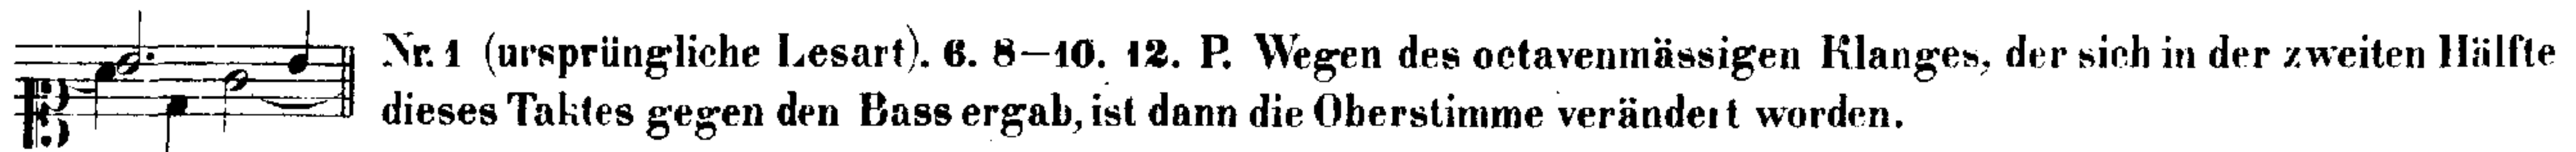 Nr. 1 (ursprüngliche Lesart). 6. 8–10. 12. P. Wegen des octavenmässigen Klanges, der sich in der zweiten Hälfte
dieses Taktes gegen den Bass ergab, ist dann die Oberstimme verändert worden.